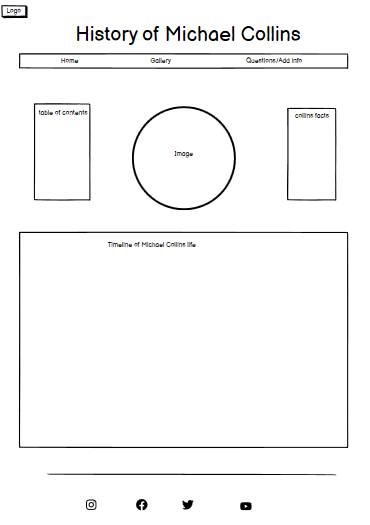 Logo
History of Michael Collins
Home Gallery Questions/Add info
table of contents
Image
collins facts
Timeline of Michael Collins life